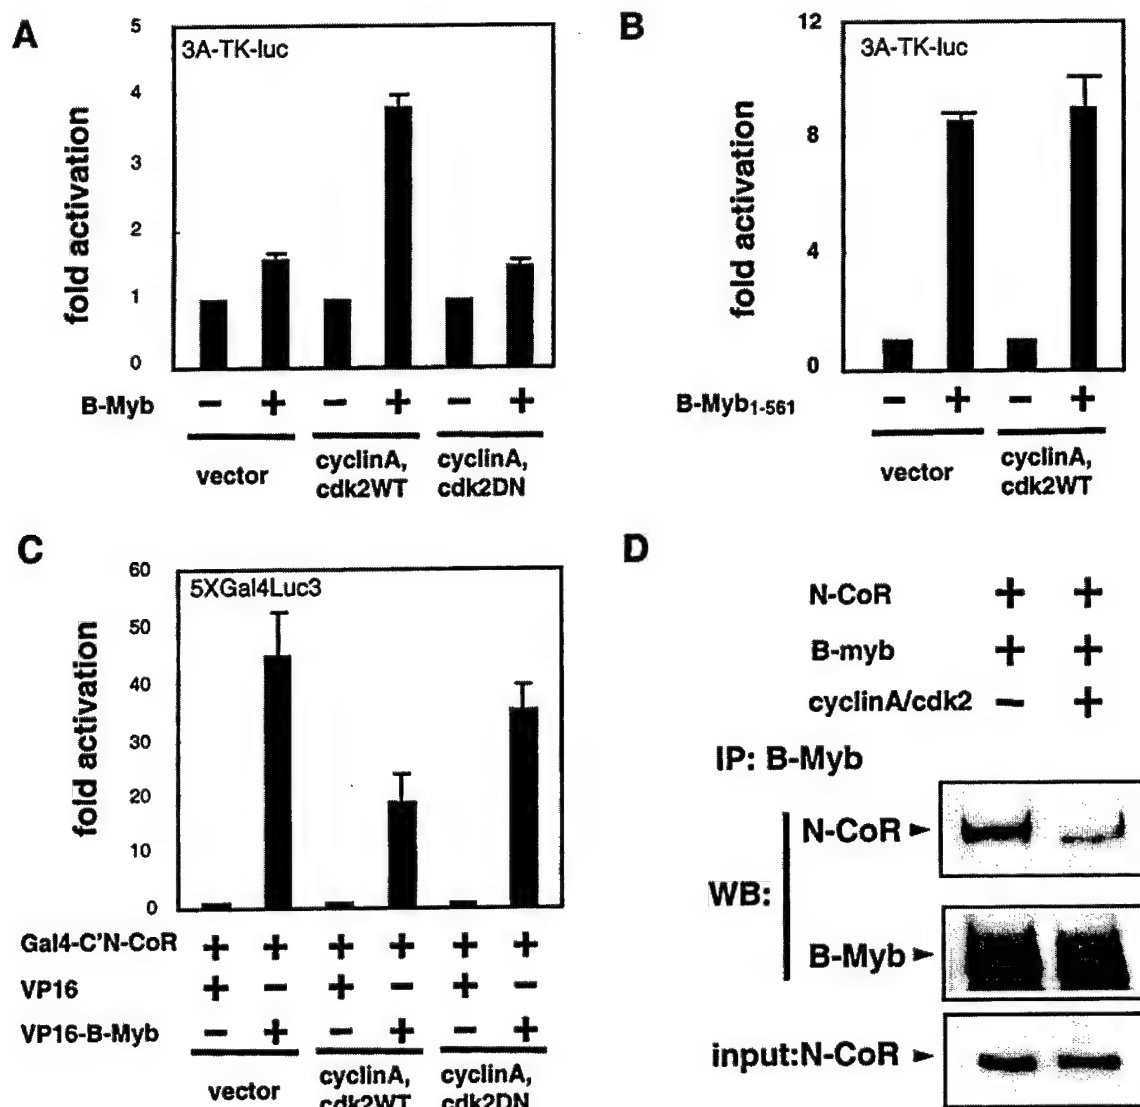 A
3A-TK-luc
fold activation
5
4
3
2
1
0
B-Myb − + − + − +
vector
cyclinA,
cdk2WT
cyclinA,
cdk2DN
B
3A-TK-luc
fold activation
12
8
4
0
B-Myb1-561 − + − +
vector
cyclinA,
cdk2WT
C
5XGal4Luc3
fold activation
60
50
40
30
20
10
0
Gal4-C'N-CoR + + + + + +
VP16 + − + − + −
VP16-B-Myb − + − + − +
vector
cyclinA,
cdk2WT
cyclinA,
cdk2DN
D
N-CoR + +
B-myb + +
cyclinA/cdk2 − +
IP: B-Myb
WB:
N-CoR
B-Myb
input:N-CoR